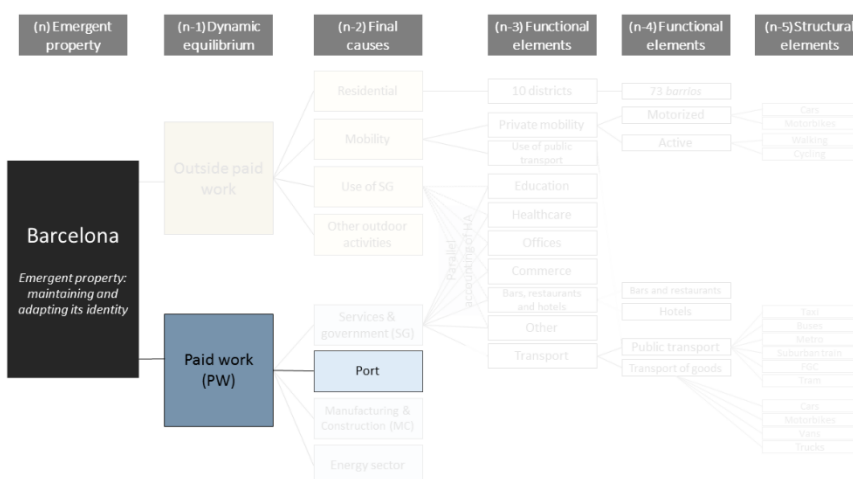 (n) Emergent
property
(n-1) Dynamic
equilibrium
(n-2) Final
causes
(n-3) Functional
elements
(n-4) Functional
elements
(n-5) Structural
elements
Barcelona
Emergent property:
maintaining and
adapting its identity
Outside paid
work
Paid work
(PW)
Residential
Mobility
Use of SG
Other outdoor
activities
Services &
government (SG)
Port
Manufacturing &
Construction (MC)
Energy sector
Parallel
accounting of HA
10 districts
Private mobility
Use of public
transport
Education
Healthcare
Offices
Commerce
Bars, restaurants
and hotels
Other
Transport
73 barrios
Motorized
Active
Bars and restaurants
Hotels
Public transport
Transport of goods
Cars
Motorbikes
Walking
Cycling
Taxi
Buses
Metro
Suburban train
FGC
Tram
Cars
Motorbikes
Vans
Trucks